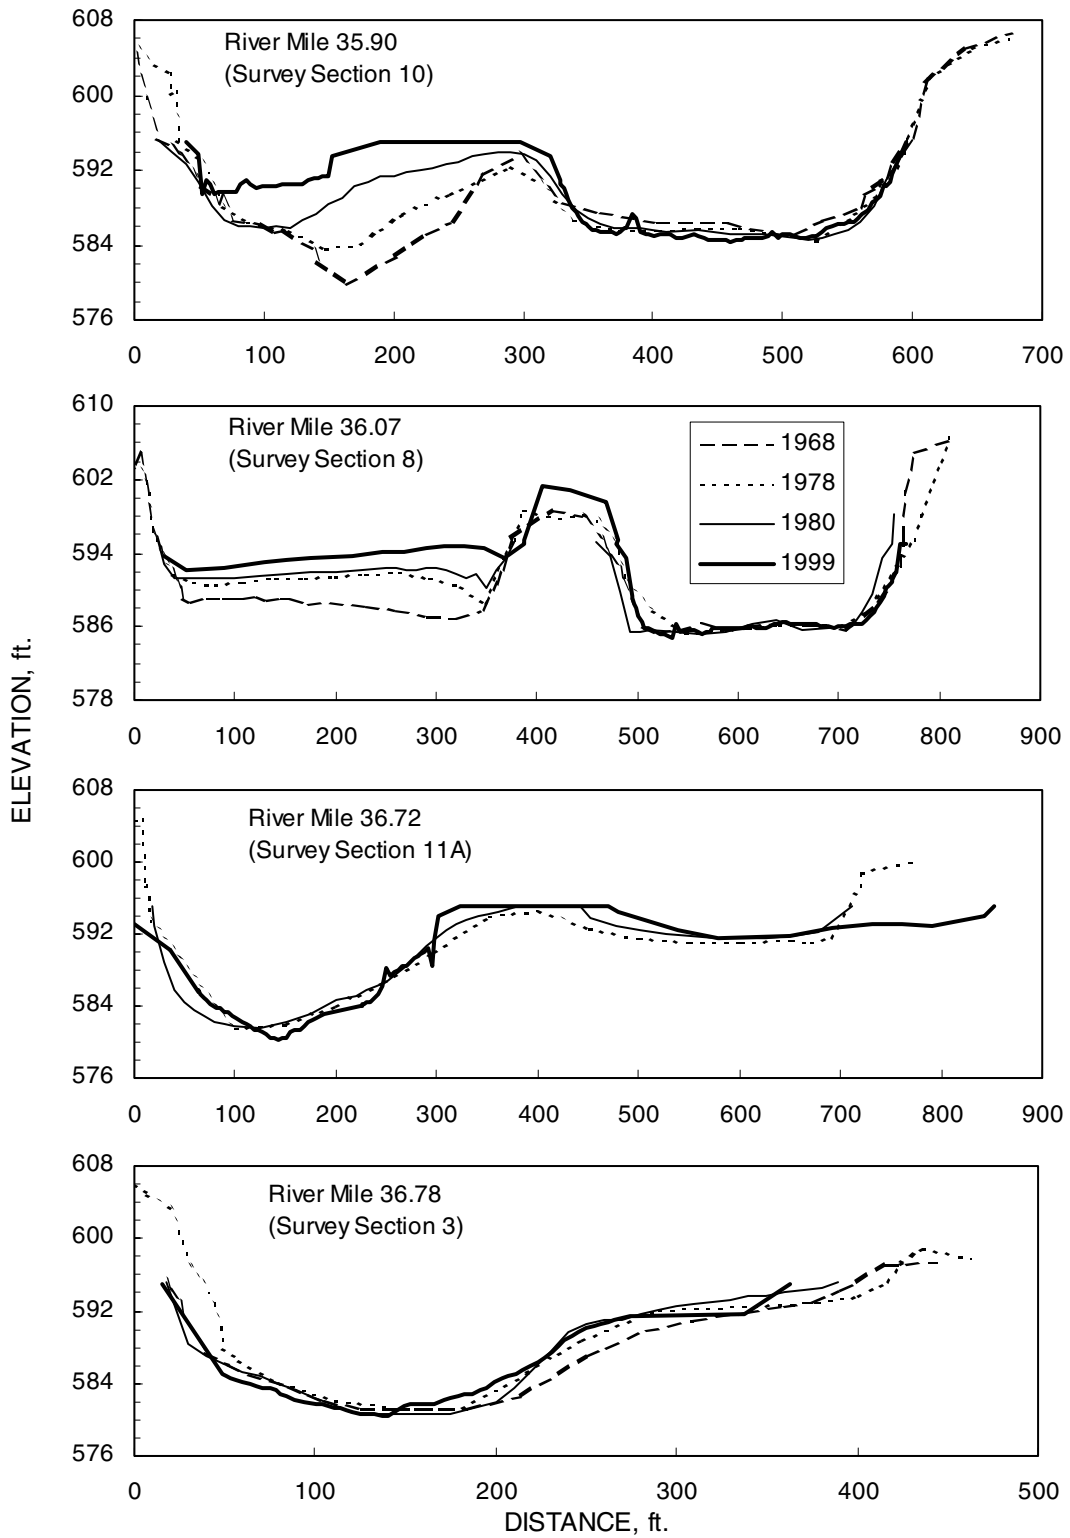 608
River Mile 35.90
(Survey Section 10)
600
592
584
576
0 100 200 300 400 500 600 700
610
River Mile 36.07
(Survey Section 8)
1968
1978
1980
1999
602
594
586
578
0 100 200 300 400 500 600 700 800 900
ELEVATION, ft.
608
River Mile 36.72
(Survey Section 11A)
600
592
584
576
0 100 200 300 400 500 600 700 800 900
608
River Mile 36.78
(Survey Section 3)
600
592
584
576
0 100 200 300 400 500
DISTANCE, ft.